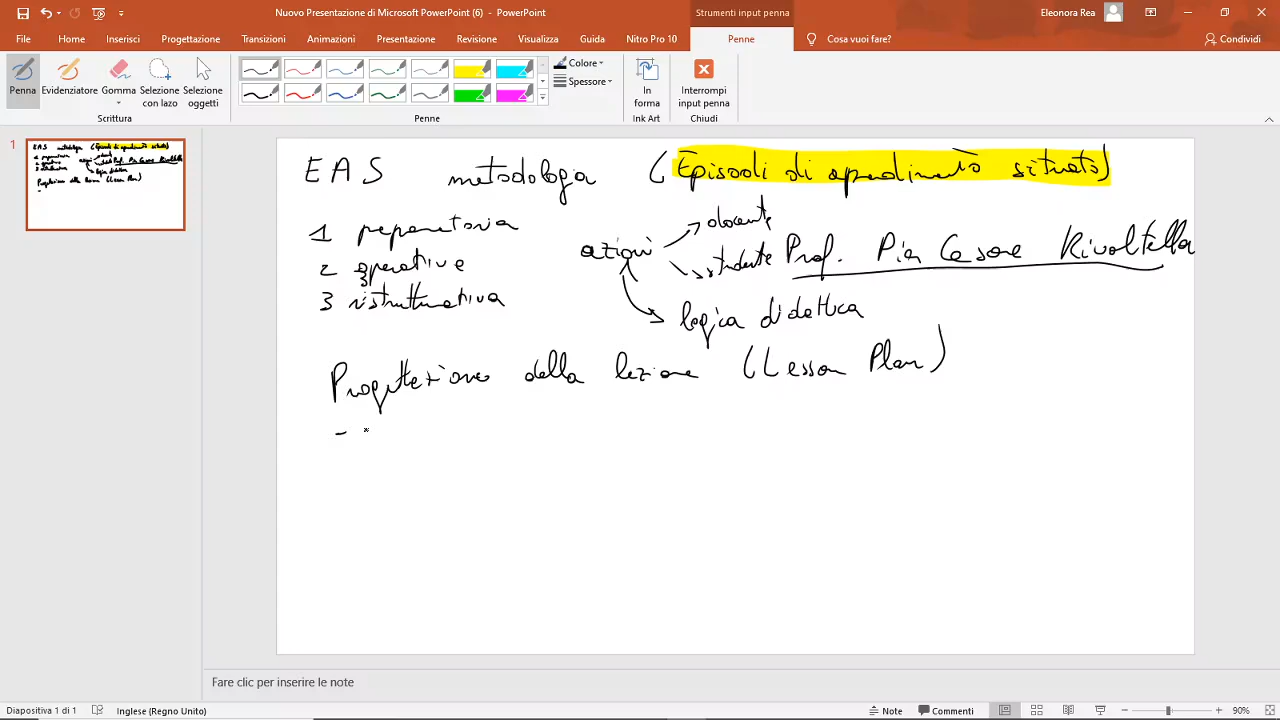 Nuovo Presentazione di Microsoft PowerPoint (6) - PowerPoint
Strumenti input penna
Eleonora Rea
File Home Inserisci Progettazione Transizioni Animazioni Presentazione Revisione Visualizza Guida Nitro Pro 10 Penne Cosa vuoi fare? Condividi
Penna Evidenziatore Gomma Selezione con lazo Selezione oggetti
Colore
Spessore
In forma
Interrompi input penna
Scrittura Penne Ink Art Chiudi
1
EAS metodologa (Episodi di apprendimento situato)
1 preparatoria
2 operative
3 ristrutturativa
azioni
docente
studente
logica didattica
Prof. Pier Cesare Rivoltella
Progettazione della lezione (Lesson Plan)
-
Fare clic per inserire le note
Diapositiva 1 di 1 Inglese (Regno Unito) Note Commenti 90%